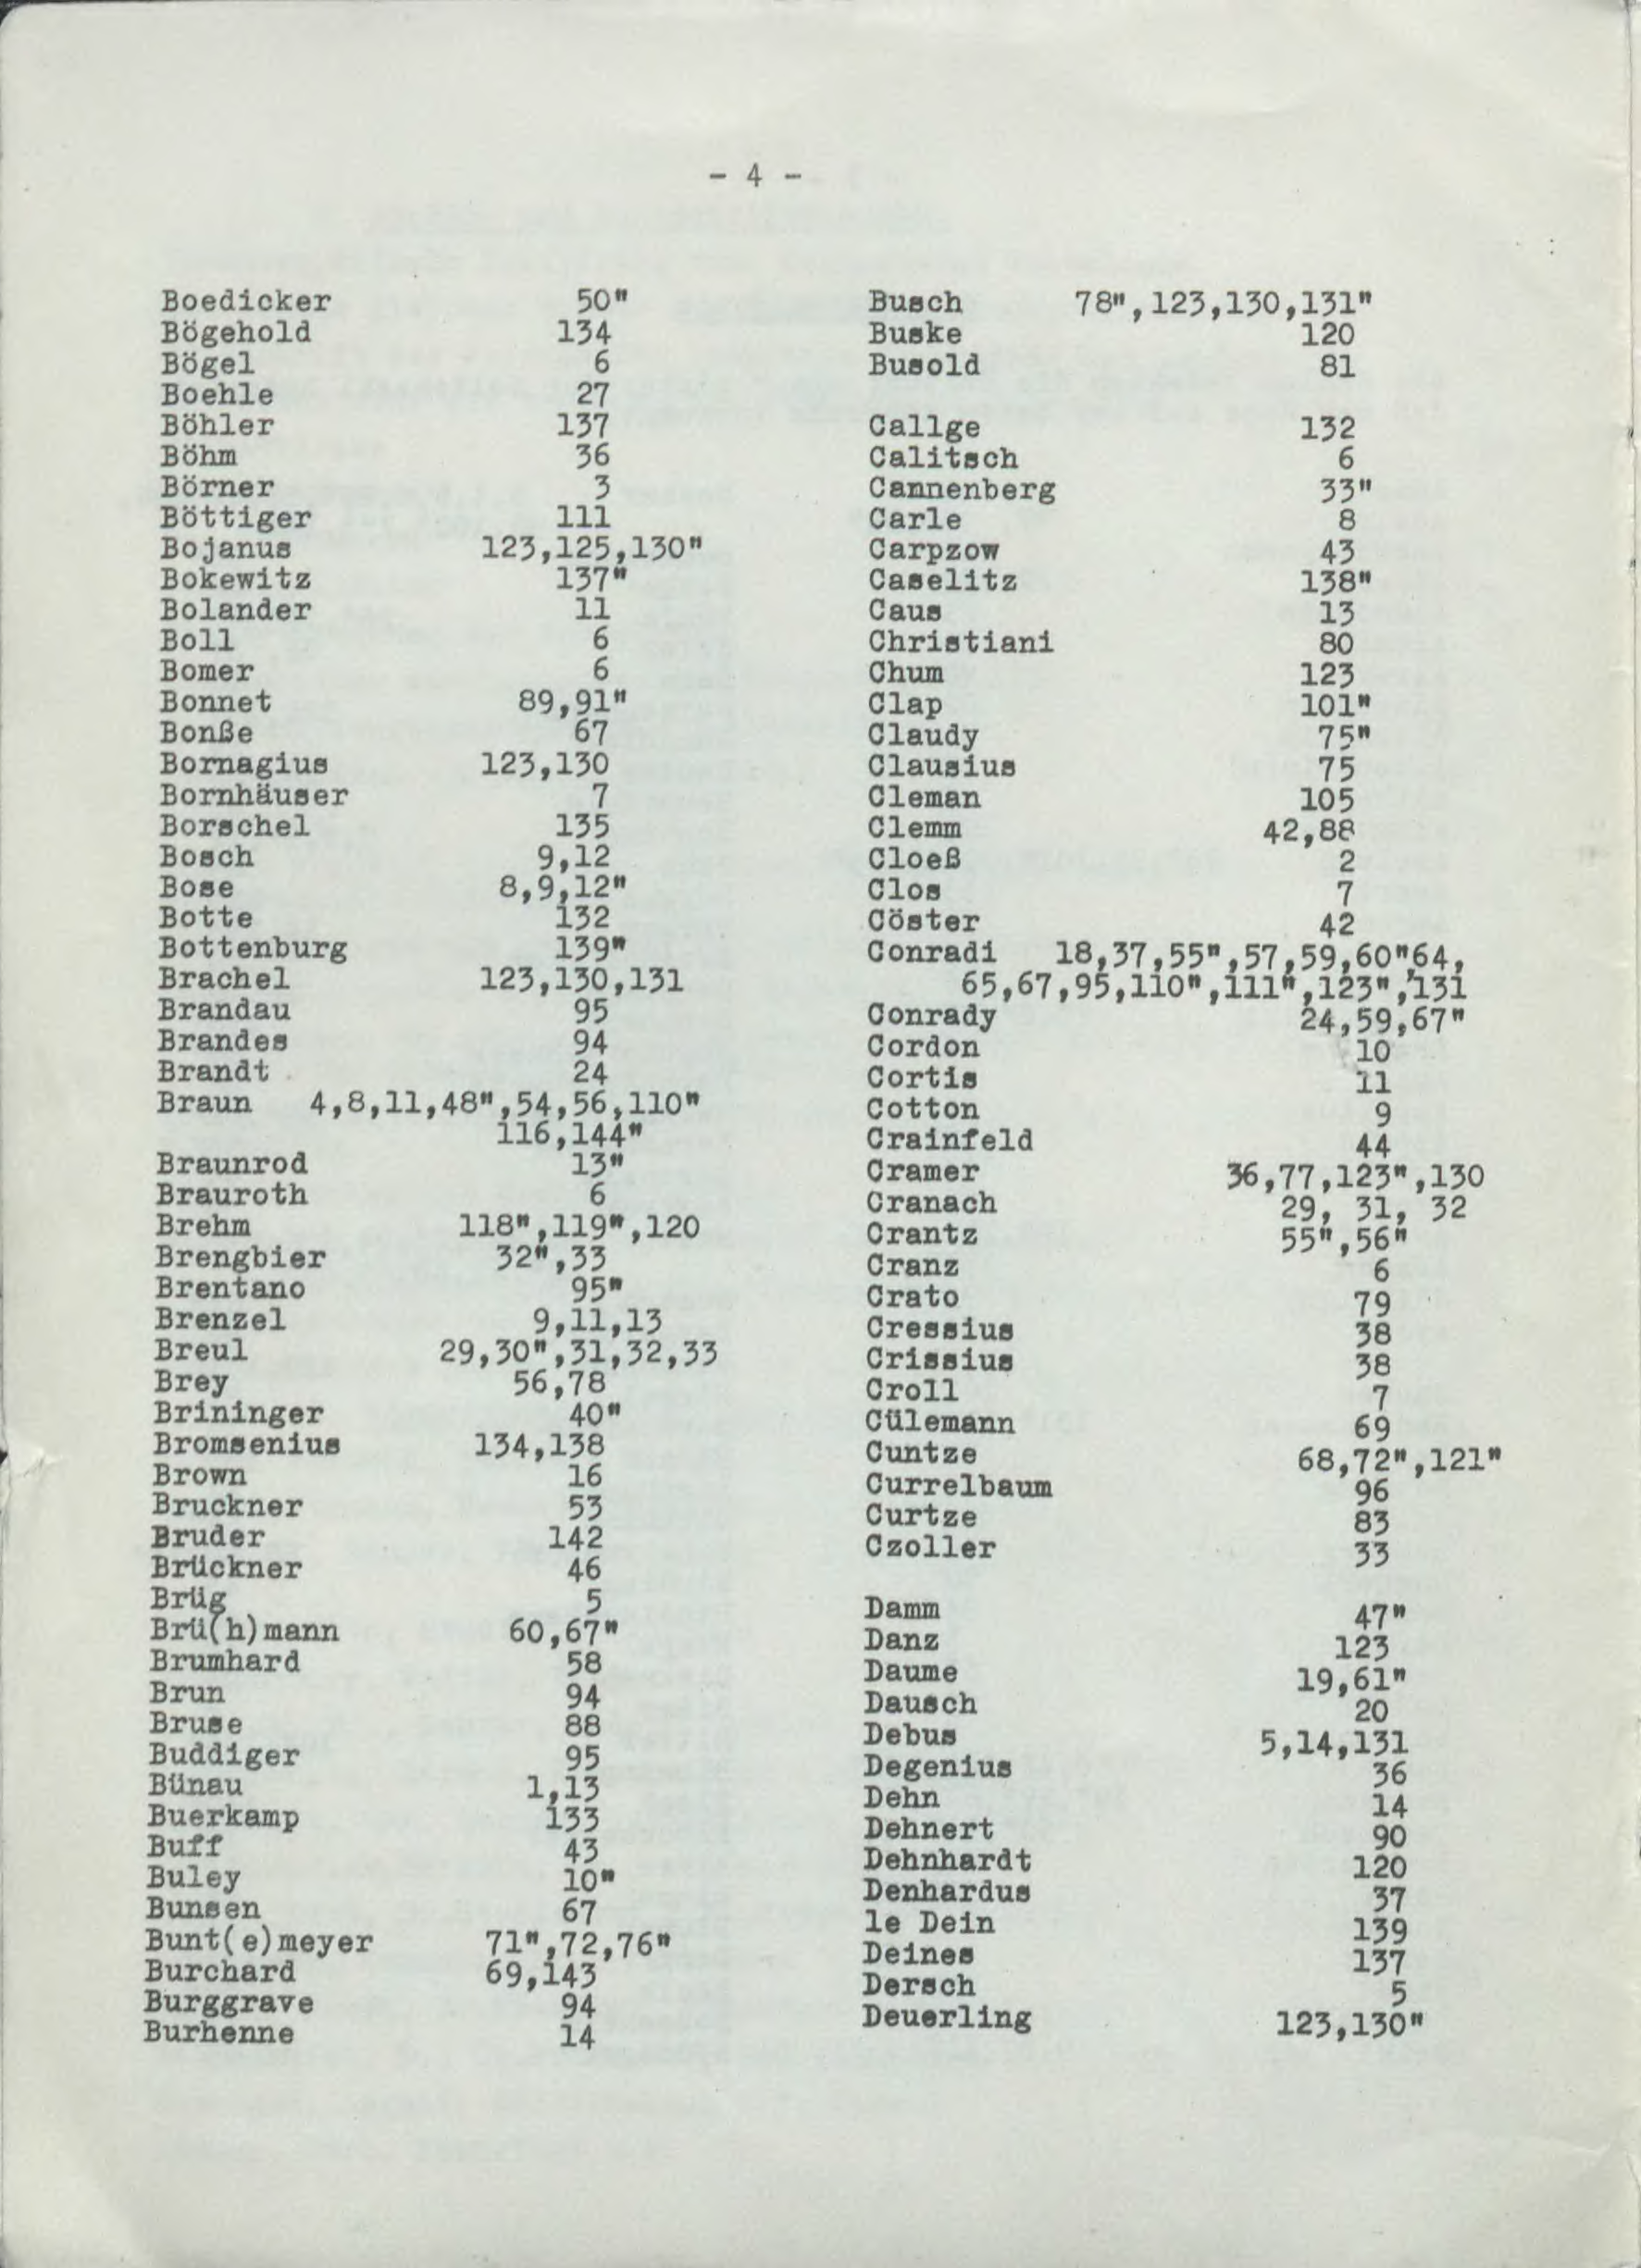 - 4 -
Boedicker 50"
Bögehold 134
Bögel 6
Boehle 27
Böhler 137
Böhm 36
Börner 3
Böttiger 111
Bojanus 123,125,130"
Bokewitz 137"
Bolander 11
Boll 6
Bomer 6
Bonnet 89,91"
Bonße 67
Bornagius 123,130
Bornhäuser 7
Borschel 135
Bosch 9,12
Bose 8,9,12"
Botte 132
Bottenburg 139"
Brachel 123,130,131
Brandau 95
Brandes 94
Brandt 24
Braun 4,8,11,48",54,56,110"
116,144"
Braunrod 13"
Brauroth 6
Brehm 118",119",120
Brengbier 32",33
Brentano 95"
Brenzel 9,11,13
Breul 29,30",31,32,33
Brey 56,78
Brininger 40"
Bromsenius 134,138
Brown 16
Bruckner 53
Bruder 142
Brückner 46
Brüg 5
Brü(h)mann 60,67"
Brumhard 58
Brun 94
Bruse 88
Buddiger 95
Bünau 1,13
Buerkamp 133
Buff 43
Buley 10"
Bunsen 67
Bunt(e)meyer 71",72,76"
Burchard 69,143
Burggrave 94
Burhenne 14
Busch 78",123,130,131"
Buske 120
Busold 81
Callge 132
Calitsch 6
Cannenberg 33"
Carle 8
Carpzow 43
Caselitz 138"
Caus 13
Christiani 80
Chum 123
Clap 101"
Claudy 75"
Clausius 75
Cleman 105
Clemm 42,88
Cloeß 2
Clos 7
Cöster 42
Conradi 18,37,55",57,59,60"64,
65,67,95,110",111",123",131
Conrady 24,59,67"
Cordon 10
Cortis 11
Cotton 9
Crainfeld 44
Cramer 36,77,123",130
Cranach 29, 31, 32
Crantz 55",56"
Cranz 6
Crato 79
Cressius 38
Crissius 38
Croll 7
Cülemann 69
Cuntze 68,72",121"
Currelbaum 96
Curtze 83
Czoller 33
Damm 47"
Danz 123
Daume 19,61"
Dausch 20
Debus 5,14,131
Degenius 36
Dehn 14
Dehnert 90
Dehnhardt 120
Denhardus 37
le Dein 139
Deines 137
Dersch 5
Deuerling 123,130"